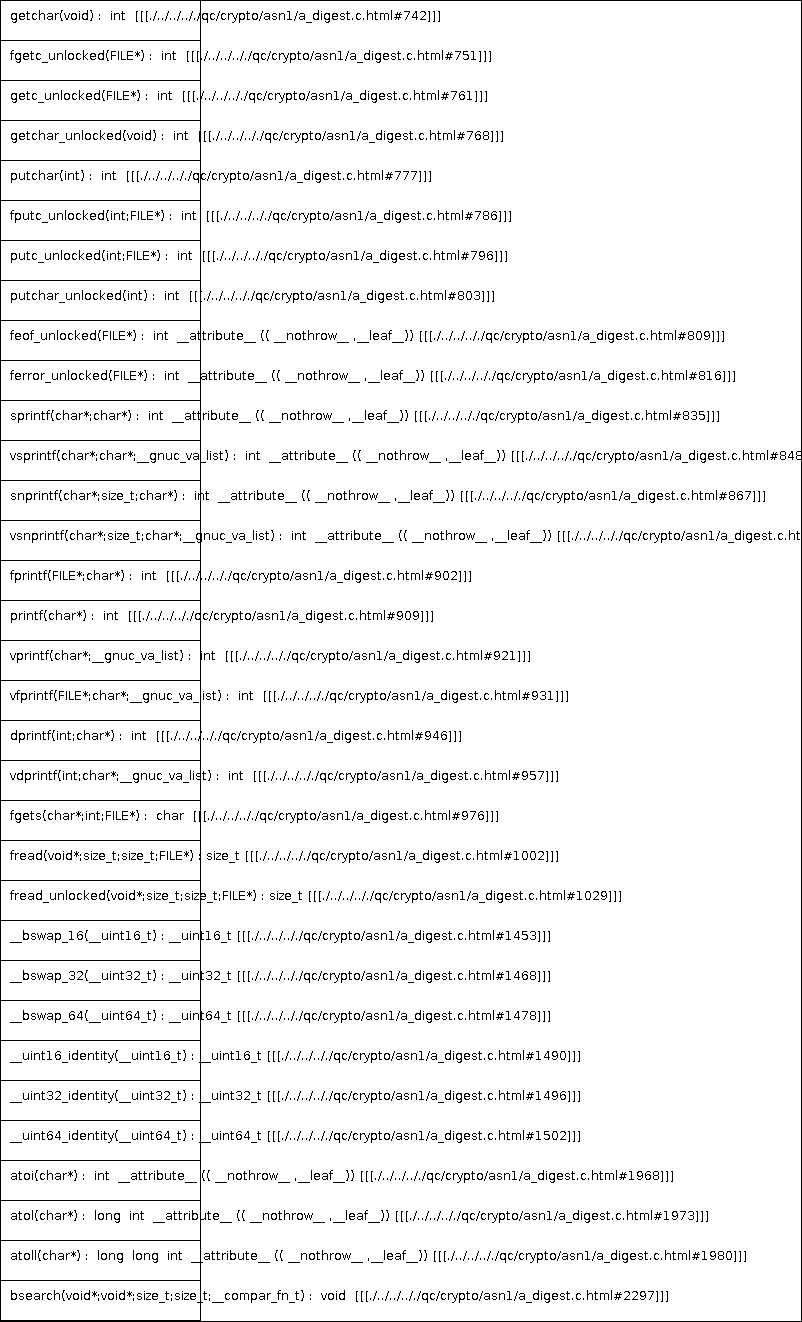 getchar(void) :  int  [[[./../../../../qc/crypto/asn1/a_digest.c.html#742]]]
fgetc_unlocked(FILE*) :  int  [[[./../../../../qc/crypto/asn1/a_digest.c.html#751]]]
getc_unlocked(FILE*) :  int  [[[./../../../../qc/crypto/asn1/a_digest.c.html#761]]]
getchar_unlocked(void) :  int  [[[./../../../../qc/crypto/asn1/a_digest.c.html#768]]]
putchar(int) :  int  [[[./../../../../qc/crypto/asn1/a_digest.c.html#777]]]
fputc_unlocked(int;FILE*) :  int  [[[./../../../../qc/crypto/asn1/a_digest.c.html#786]]]
putc_unlocked(int;FILE*) :  int  [[[./../../../../qc/crypto/asn1/a_digest.c.html#796]]]
putchar_unlocked(int) :  int  [[[./../../../../qc/crypto/asn1/a_digest.c.html#803]]]
feof_unlocked(FILE*) :  int  __attribute__ (( __nothrow__ ,__leaf__)) [[[./../../../../qc/crypto/asn1/a_digest.c.html#809]]]
ferror_unlocked(FILE*) :  int  __attribute__ (( __nothrow__ ,__leaf__)) [[[./../../../../qc/crypto/asn1/a_digest.c.html#816]]]
sprintf(char*;char*) :  int  __attribute__ (( __nothrow__ ,__leaf__)) [[[./../../../../qc/crypto/asn1/a_digest.c.html#835]]]
vsprintf(char*;char*;__gnuc_va_list) :  int  __attribute__ (( __nothrow__ ,__leaf__)) [[[./../../../../qc/crypto/asn1/a_digest.c.html#848
snprintf(char*;size_t;char*) :  int  __attribute__ (( __nothrow__ ,__leaf__)) [[[./../../../../qc/crypto/asn1/a_digest.c.html#867]]]
vsnprintf(char*;size_t;char*;__gnuc_va_list) :  int  __attribute__ (( __nothrow__ ,__leaf__)) [[[./../../../../qc/crypto/asn1/a_digest.c.ht
fprintf(FILE*;char*) :  int  [[[./../../../../qc/crypto/asn1/a_digest.c.html#902]]]
printf(char*) :  int  [[[./../../../../qc/crypto/asn1/a_digest.c.html#909]]]
vprintf(char*;__gnuc_va_list) :  int  [[[./../../../../qc/crypto/asn1/a_digest.c.html#921]]]
vfprintf(FILE*;char*;__gnuc_va_list) :  int  [[[./../../../../qc/crypto/asn1/a_digest.c.html#931]]]
dprintf(int;char*) :  int  [[[./../../../../qc/crypto/asn1/a_digest.c.html#946]]]
vdprintf(int;char*;__gnuc_va_list) :  int  [[[./../../../../qc/crypto/asn1/a_digest.c.html#957]]]
fgets(char*;int;FILE*) :  char  [[[./../../../../qc/crypto/asn1/a_digest.c.html#976]]]
fread(void*;size_t;size_t;FILE*) : size_t [[[./../../../../qc/crypto/asn1/a_digest.c.html#1002]]]
fread_unlocked(void*;size_t;size_t;FILE*) : size_t [[[./../../../../qc/crypto/asn1/a_digest.c.html#1029]]]
__bswap_16(__uint16_t) : __uint16_t [[[./../../../../qc/crypto/asn1/a_digest.c.html#1453]]]
__bswap_32(__uint32_t) : __uint32_t [[[./../../../../qc/crypto/asn1/a_digest.c.html#1468]]]
__bswap_64(__uint64_t) : __uint64_t [[[./../../../../qc/crypto/asn1/a_digest.c.html#1478]]]
__uint16_identity(__uint16_t) : __uint16_t [[[./../../../../qc/crypto/asn1/a_digest.c.html#1490]]]
__uint32_identity(__uint32_t) : __uint32_t [[[./../../../../qc/crypto/asn1/a_digest.c.html#1496]]]
__uint64_identity(__uint64_t) : __uint64_t [[[./../../../../qc/crypto/asn1/a_digest.c.html#1502]]]
atoi(char*) :  int  __attribute__ (( __nothrow__ ,__leaf__)) [[[./../../../../qc/crypto/asn1/a_digest.c.html#1968]]]
atol(char*) :  long  int  __attribute__ (( __nothrow__ ,__leaf__)) [[[./../../../../qc/crypto/asn1/a_digest.c.html#1973]]]
atoll(char*) :  long  long  int  __attribute__ (( __nothrow__ ,__leaf__)) [[[./../../../../qc/crypto/asn1/a_digest.c.html#1980]]]
bsearch(void*;void*;size_t;size_t;__compar_fn_t) :  void  [[[./../../../../qc/crypto/asn1/a_digest.c.html#2297]]]